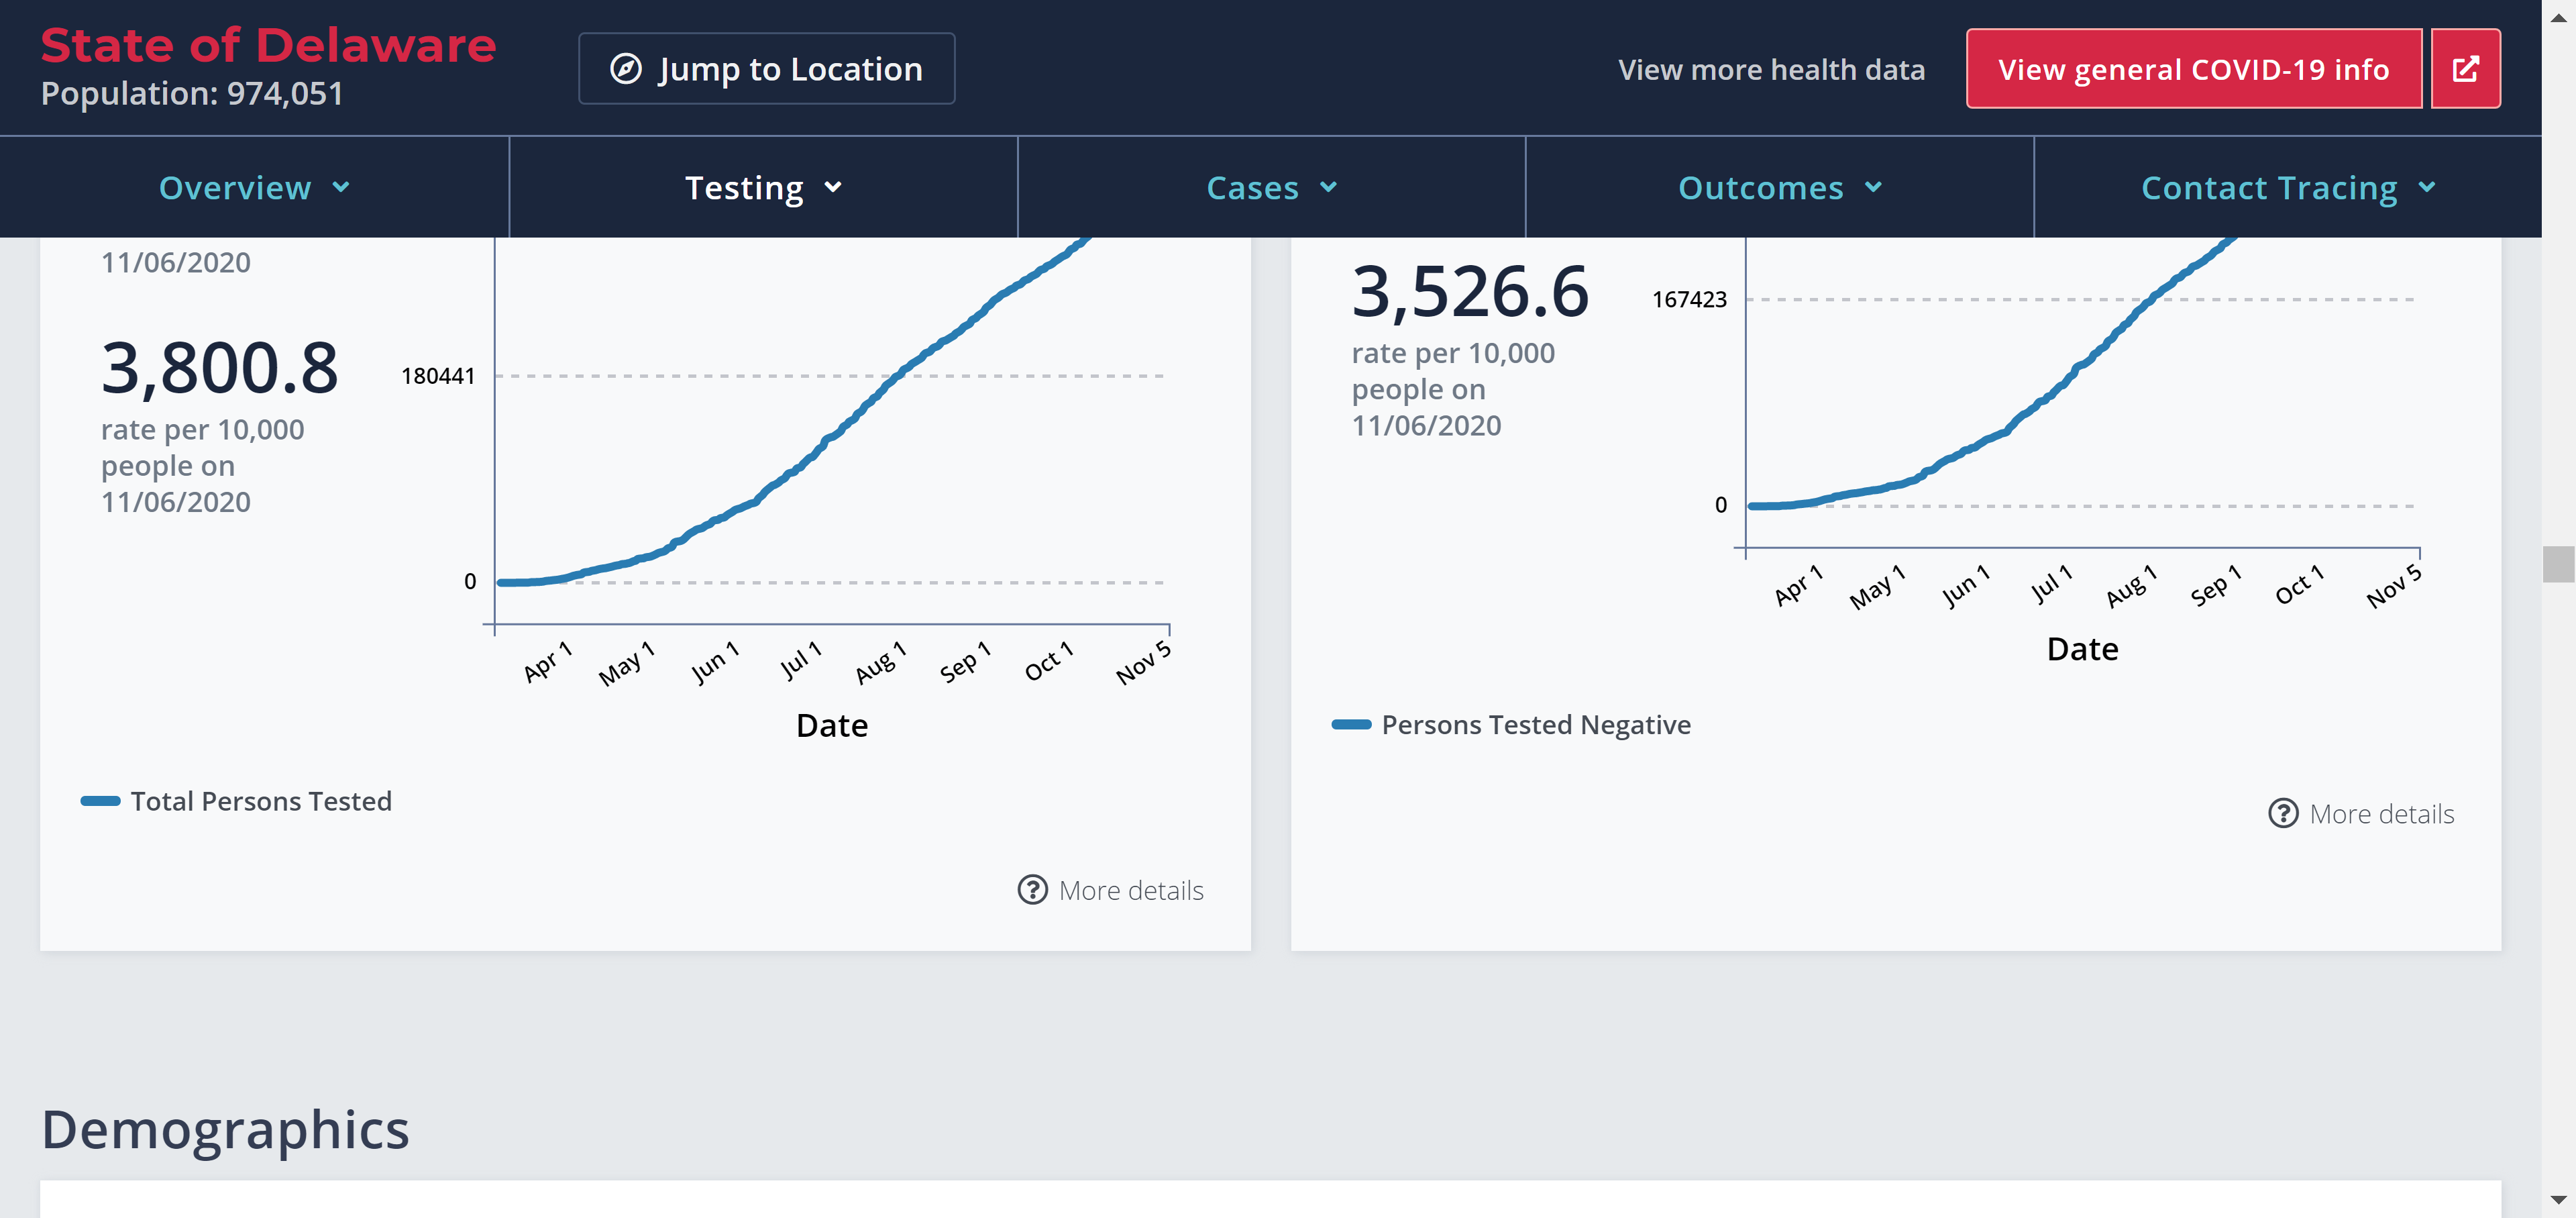 State of Delaware
Population: 974,051
Jump to Location
View more health data
View general COVID-19 info
Overview
Testing
Cases
Outcomes
Contact Tracing
11/06/2020
3,800.8
rate per 10,000
people on
11/06/2020
180441
0
Apr 1
May 1
Jun 1
Jul 1
Aug 1
Sep 1
Oct 1
Nov 5
Date
Total Persons Tested
More details
3,526.6
rate per 10,000
people on
11/06/2020
167423
0
Apr 1
May 1
Jun 1
Jul 1
Aug 1
Sep 1
Oct 1
Nov 5
Date
Persons Tested Negative
More details
Demographics